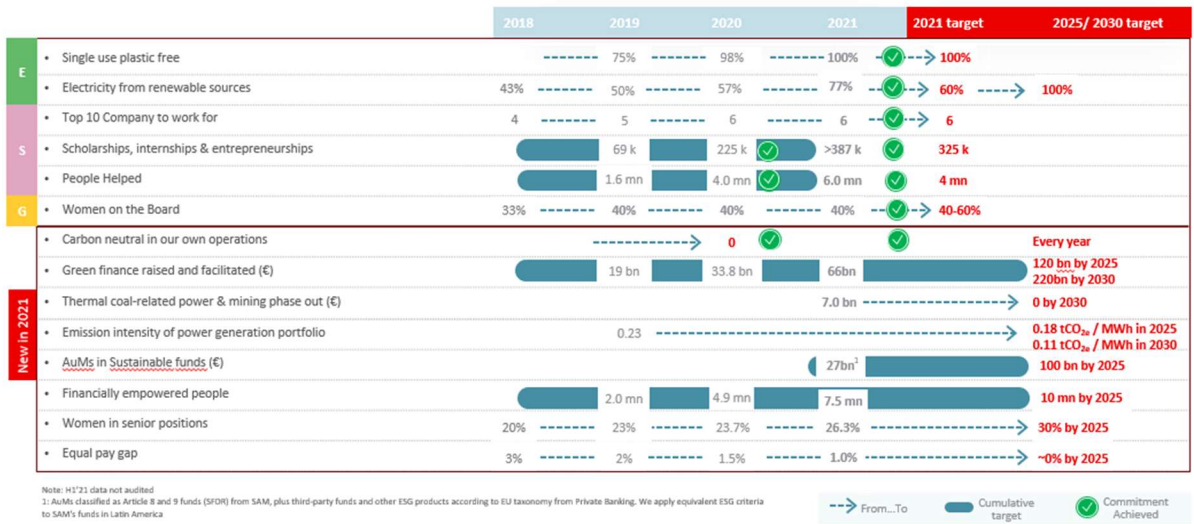 2018 2019 2020 2021 2021 target 2025/ 2030 target
E
• Single use plastic free 75% 98% 100% 100%
• Electricity from renewable sources 43% 50% 57% 77% 60% 100%
S
• Top 10 Company to work for 4 5 6 6 6
• Scholarships, internships & entrepreneurships 69 k 225 k >387 k 325 k
• People Helped 1.6 mn 4.0 mn 6.0 mn 4 mn
G
• Women on the Board 33% 40% 40% 40% 40-60%
New in 2021
• Carbon neutral in our own operations 0 Every year
• Green finance raised and facilitated (€) 19 bn 33.8 bn 66bn 120 bn by 2025
220bn by 2030
• Thermal coal-related power & mining phase out (€) 7.0 bn 0 by 2030
• Emission intensity of power generation portfolio 0.23 0.18 tCO2e / MWh in 2025
0.11 tCO2e / MWh in 2030
• AuMs in Sustainable funds (€) 27bn1 100 bn by 2025
• Financially empowered people 2.0 mn 4.9 mn 7.5 mn 10 mn by 2025
• Women in senior positions 20% 23% 23.7% 26.3% 30% by 2025
• Equal pay gap 3% 2% 1.5% 1.0% ~0% by 2025
Note: H1'21 data not audited
1: AuMs classified as Article 8 and 9 funds (SFDR) from SAM, plus third-party funds and other ESG products according to EU taxonomy from Private Banking. We apply equivalent ESG criteria
to SAM's funds in Latin America
From...To Cumulative
target
Commitment
Achieved